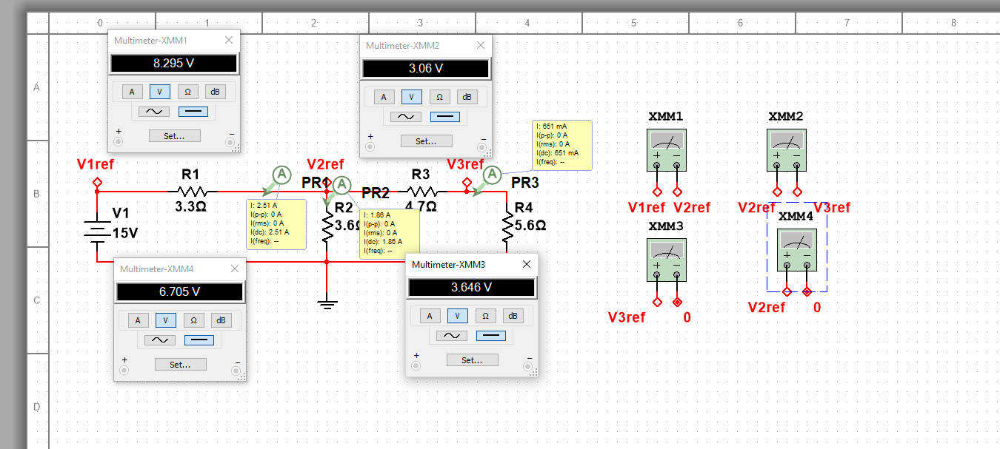 0 1 2 3 4 5 6 7 8
Multimeter-XMM1
8.295 V
A V Ω dB
Set...
+ −
Multimeter-XMM2
3.06 V
A V Ω dB
Set...
+ −
A
B
C
D
V1ref
R1
3.3Ω
V1
15V
A
PR1
I: 2.51 A
I(p-p): 0 A
I(rms): 0 A
I(dc): 2.51 A
I(freq): --
V2ref
A
PR2
R2
3.6Ω
I: 1.86 A
I(p-p): 0 A
I(rms): 0 A
I(dc): 1.86 A
I(freq): --
R3
4.7Ω
V3ref
A
PR3
I: 651 mA
I(p-p): 0 A
I(rms): 0 A
I(dc): 651 mA
I(freq): --
R4
5.6Ω
Multimeter-XMM4
6.705 V
A V Ω dB
Set...
+ −
Multimeter-XMM3
3.646 V
A V Ω dB
Set...
+ −
XMM1
+ −
V1ref V2ref
XMM2
+ −
V2ref V3ref
XMM3
+ −
V3ref 0
XMM4
+ −
V2ref 0